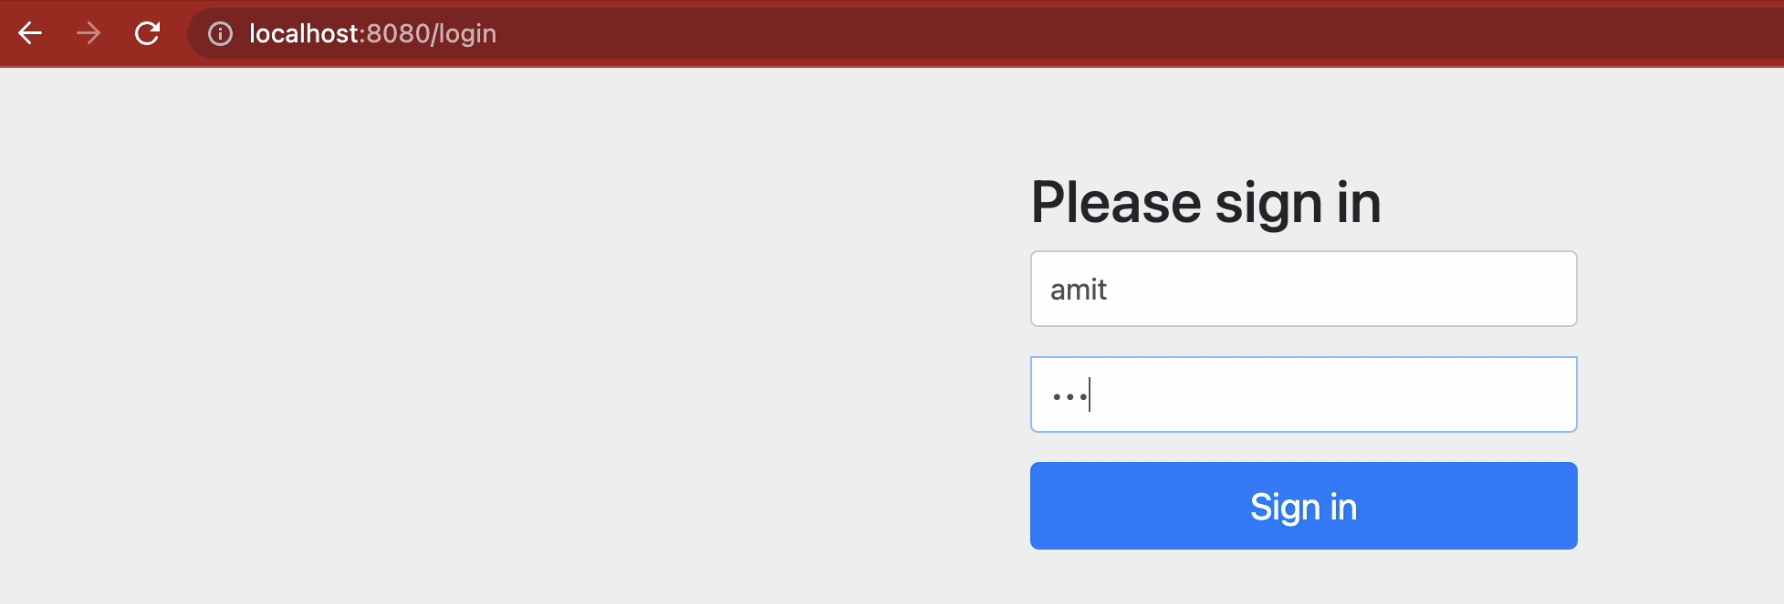 localhost:8080/login
Please sign in
amit
•••
Sign in